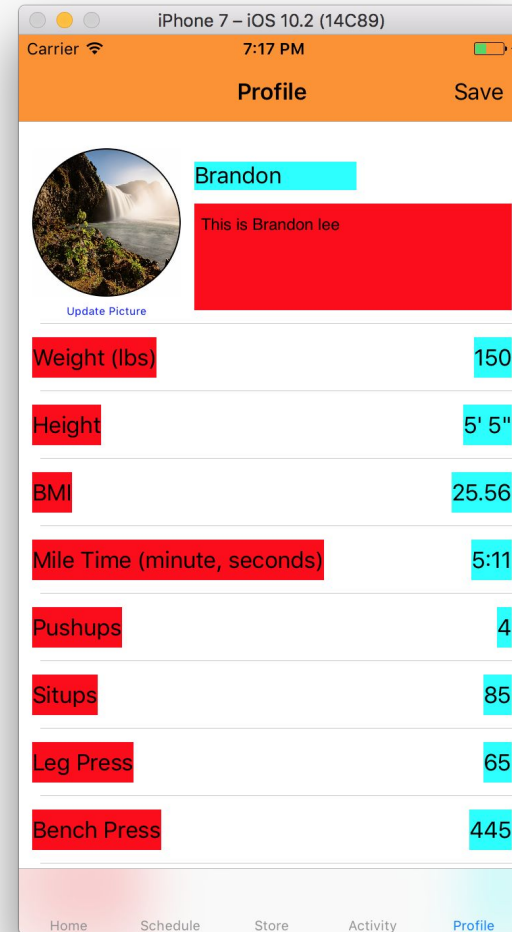 iPhone 7 – iOS 10.2 (14C89)
Carrier 7:17 PM
Profile Save
Brandon
This is Brandon lee
Update Picture
Weight (lbs) 150
Height 5' 5"
BMI 25.56
Mile Time (minute, seconds) 5:11
Pushups 4
Situps 85
Leg Press 65
Bench Press 445
Home Schedule Store Activity Profile